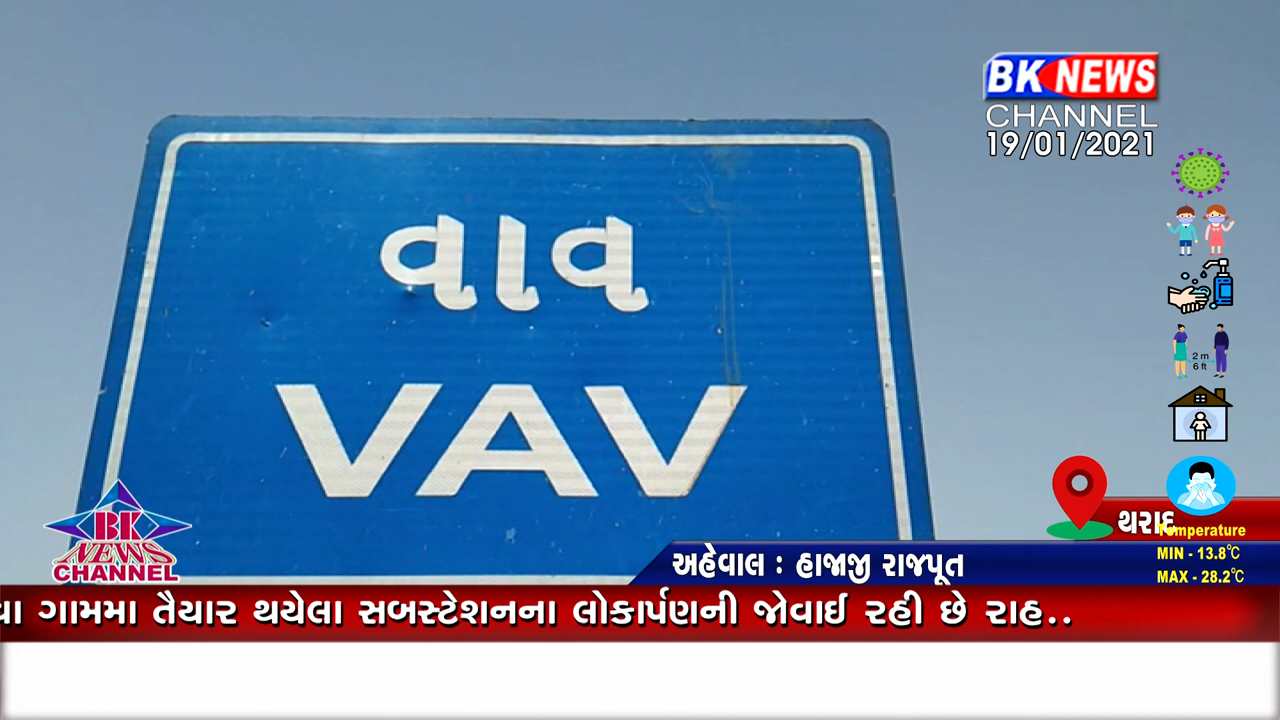 BK NEWS
CHANNEL
19/01/2021
વાવ
VAV
2 m
6 ft
થરાદ
Temperature
MIN - 13.8℃
MAX - 28.2℃
BK
NEWS
CHANNEL
અહેવાલ : હાજાજી રાજપૂત
ગામમા તૈયાર થયેલા સબસ્ટેશનના લોકાર્પણની જોવાઈ રહી છે રાહ..